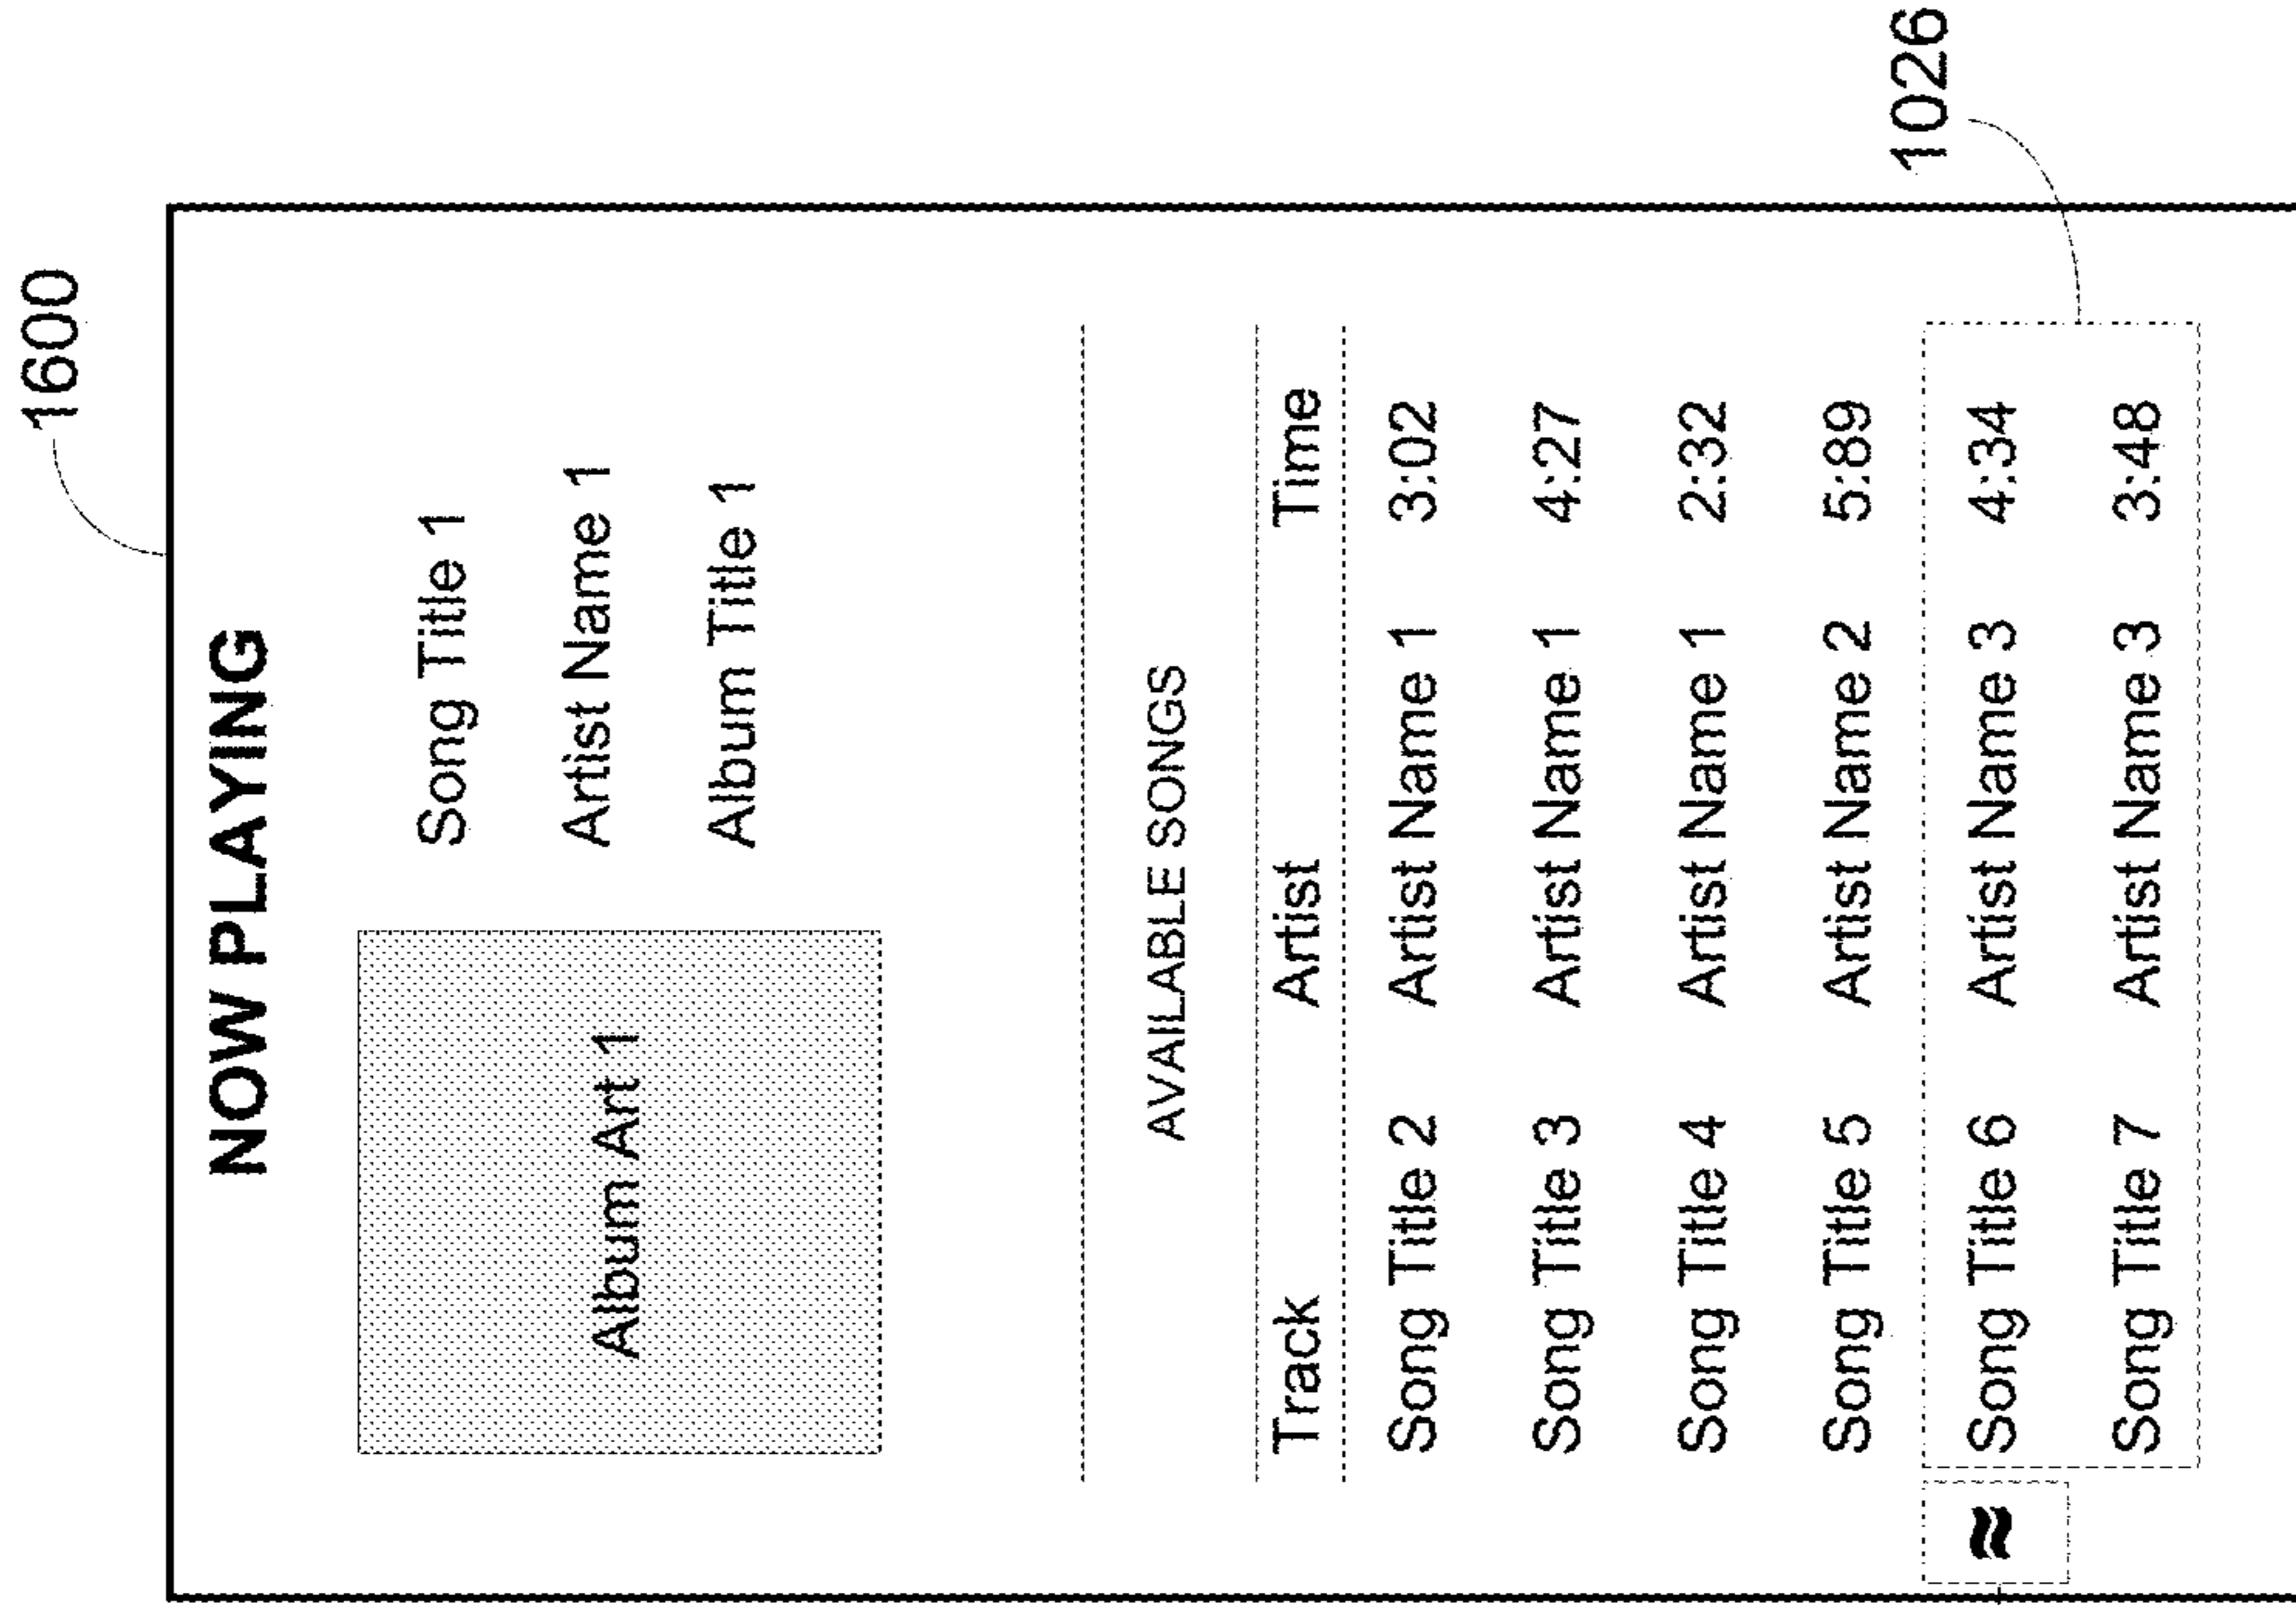 1600
NOW PLAYING
Album Art 1
Song Title 1
Artist Name 1
Album Title 1
AVAILABLE SONGS
Track Artist Time
Song Title 2 Artist Name 1 3:02
Song Title 3 Artist Name 1 4:27
Song Title 4 Artist Name 1 2:32
Song Title 5 Artist Name 2 5:89
≈ Song Title 6 Artist Name 3 4:34
Song Title 7 Artist Name 3 3:48
1026